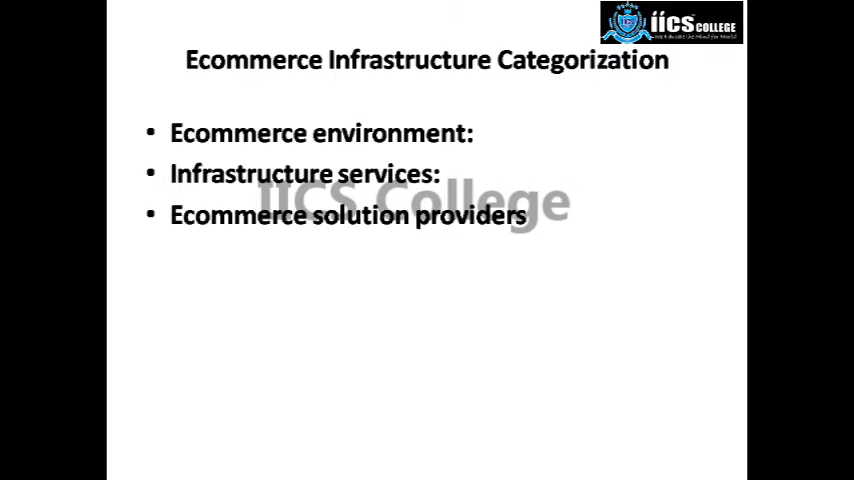 iics COLLEGE
Ecommerce Infrastructure Categorization
• Ecommerce environment:
• Infrastructure services:
• Ecommerce solution providers
IICS College